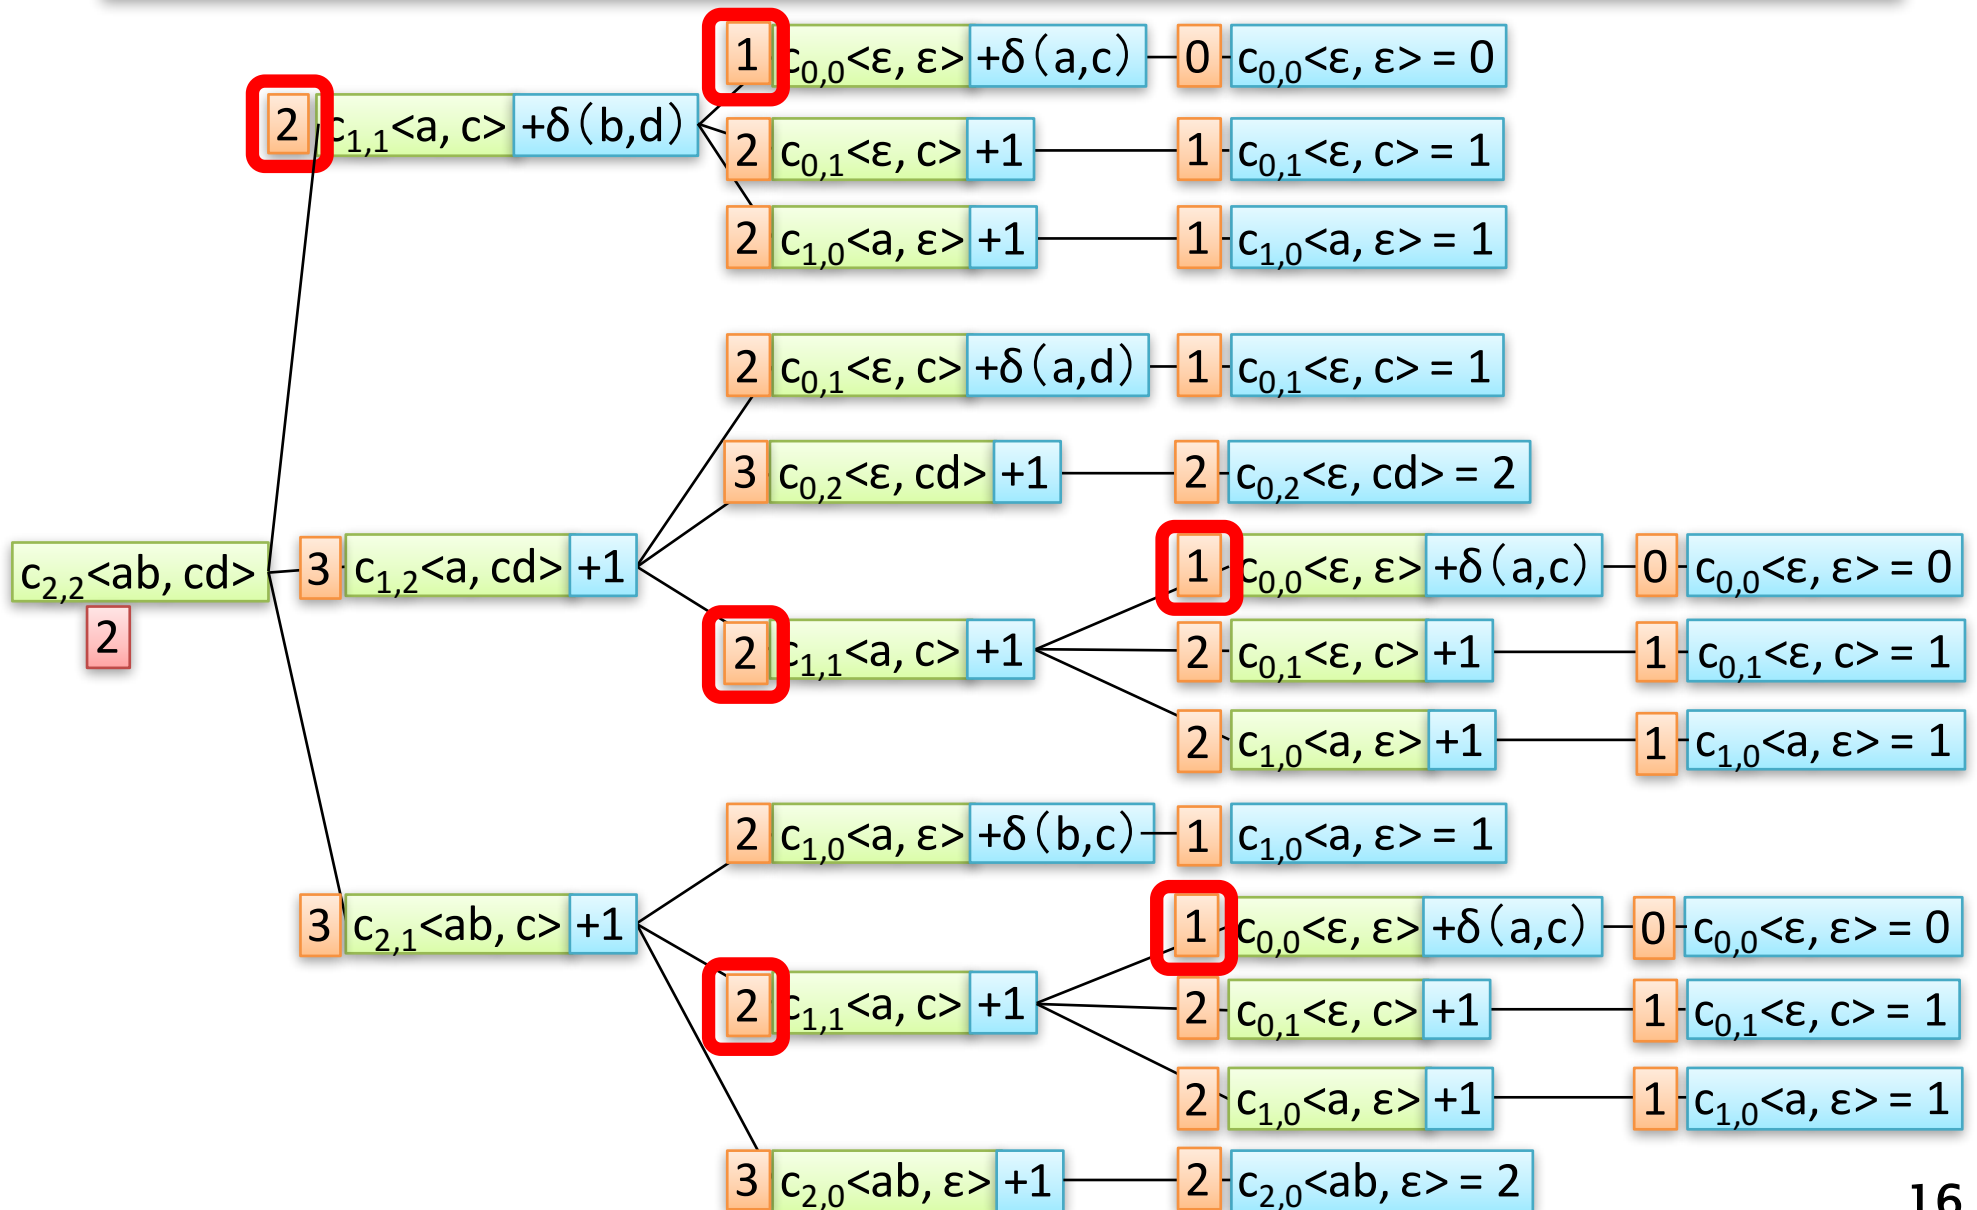 1 c0,0<ε, ε> +δ(a,c) 0 c0,0<ε, ε> = 0
2 c1,1<a, c> +δ(b,d)
2 c0,1<ε, c> +1 1 c0,1<ε, c> = 1
2 c1,0<a, ε> +1 1 c1,0<a, ε> = 1
2 c0,1<ε, c> +δ(a,d) 1 c0,1<ε, c> = 1
3 c0,2<ε, cd> +1 2 c0,2<ε, cd> = 2
c2,2<ab, cd> 3 c1,2<a, cd> +1 1 c0,0<ε, ε> +δ(a,c) 0 c0,0<ε, ε> = 0
2
2 c1,1<a, c> +1 2 c0,1<ε, c> +1 1 c0,1<ε, c> = 1
2 c1,0<a, ε> +1 1 c1,0<a, ε> = 1
2 c1,0<a, ε> +δ(b,c) 1 c1,0<a, ε> = 1
3 c2,1<ab, c> +1 1 c0,0<ε, ε> +δ(a,c) 0 c0,0<ε, ε> = 0
2 c1,1<a, c> +1 2 c0,1<ε, c> +1 1 c0,1<ε, c> = 1
2 c1,0<a, ε> +1 1 c1,0<a, ε> = 1
3 c2,0<ab, ε> +1 2 c2,0<ab, ε> = 2
16